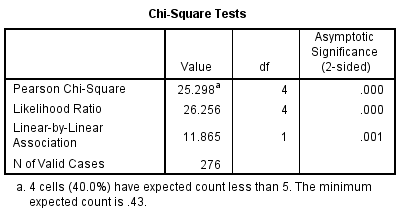 Chi-Square Tests
Value df Asymptotic Significance (2-sided)
Pearson Chi-Square 25.298a 4 .000
Likelihood Ratio 26.256 4 .000
Linear-by-Linear Association 11.865 1 .001
N of Valid Cases 276
a. 4 cells (40.0%) have expected count less than 5. The minimum
expected count is .43.